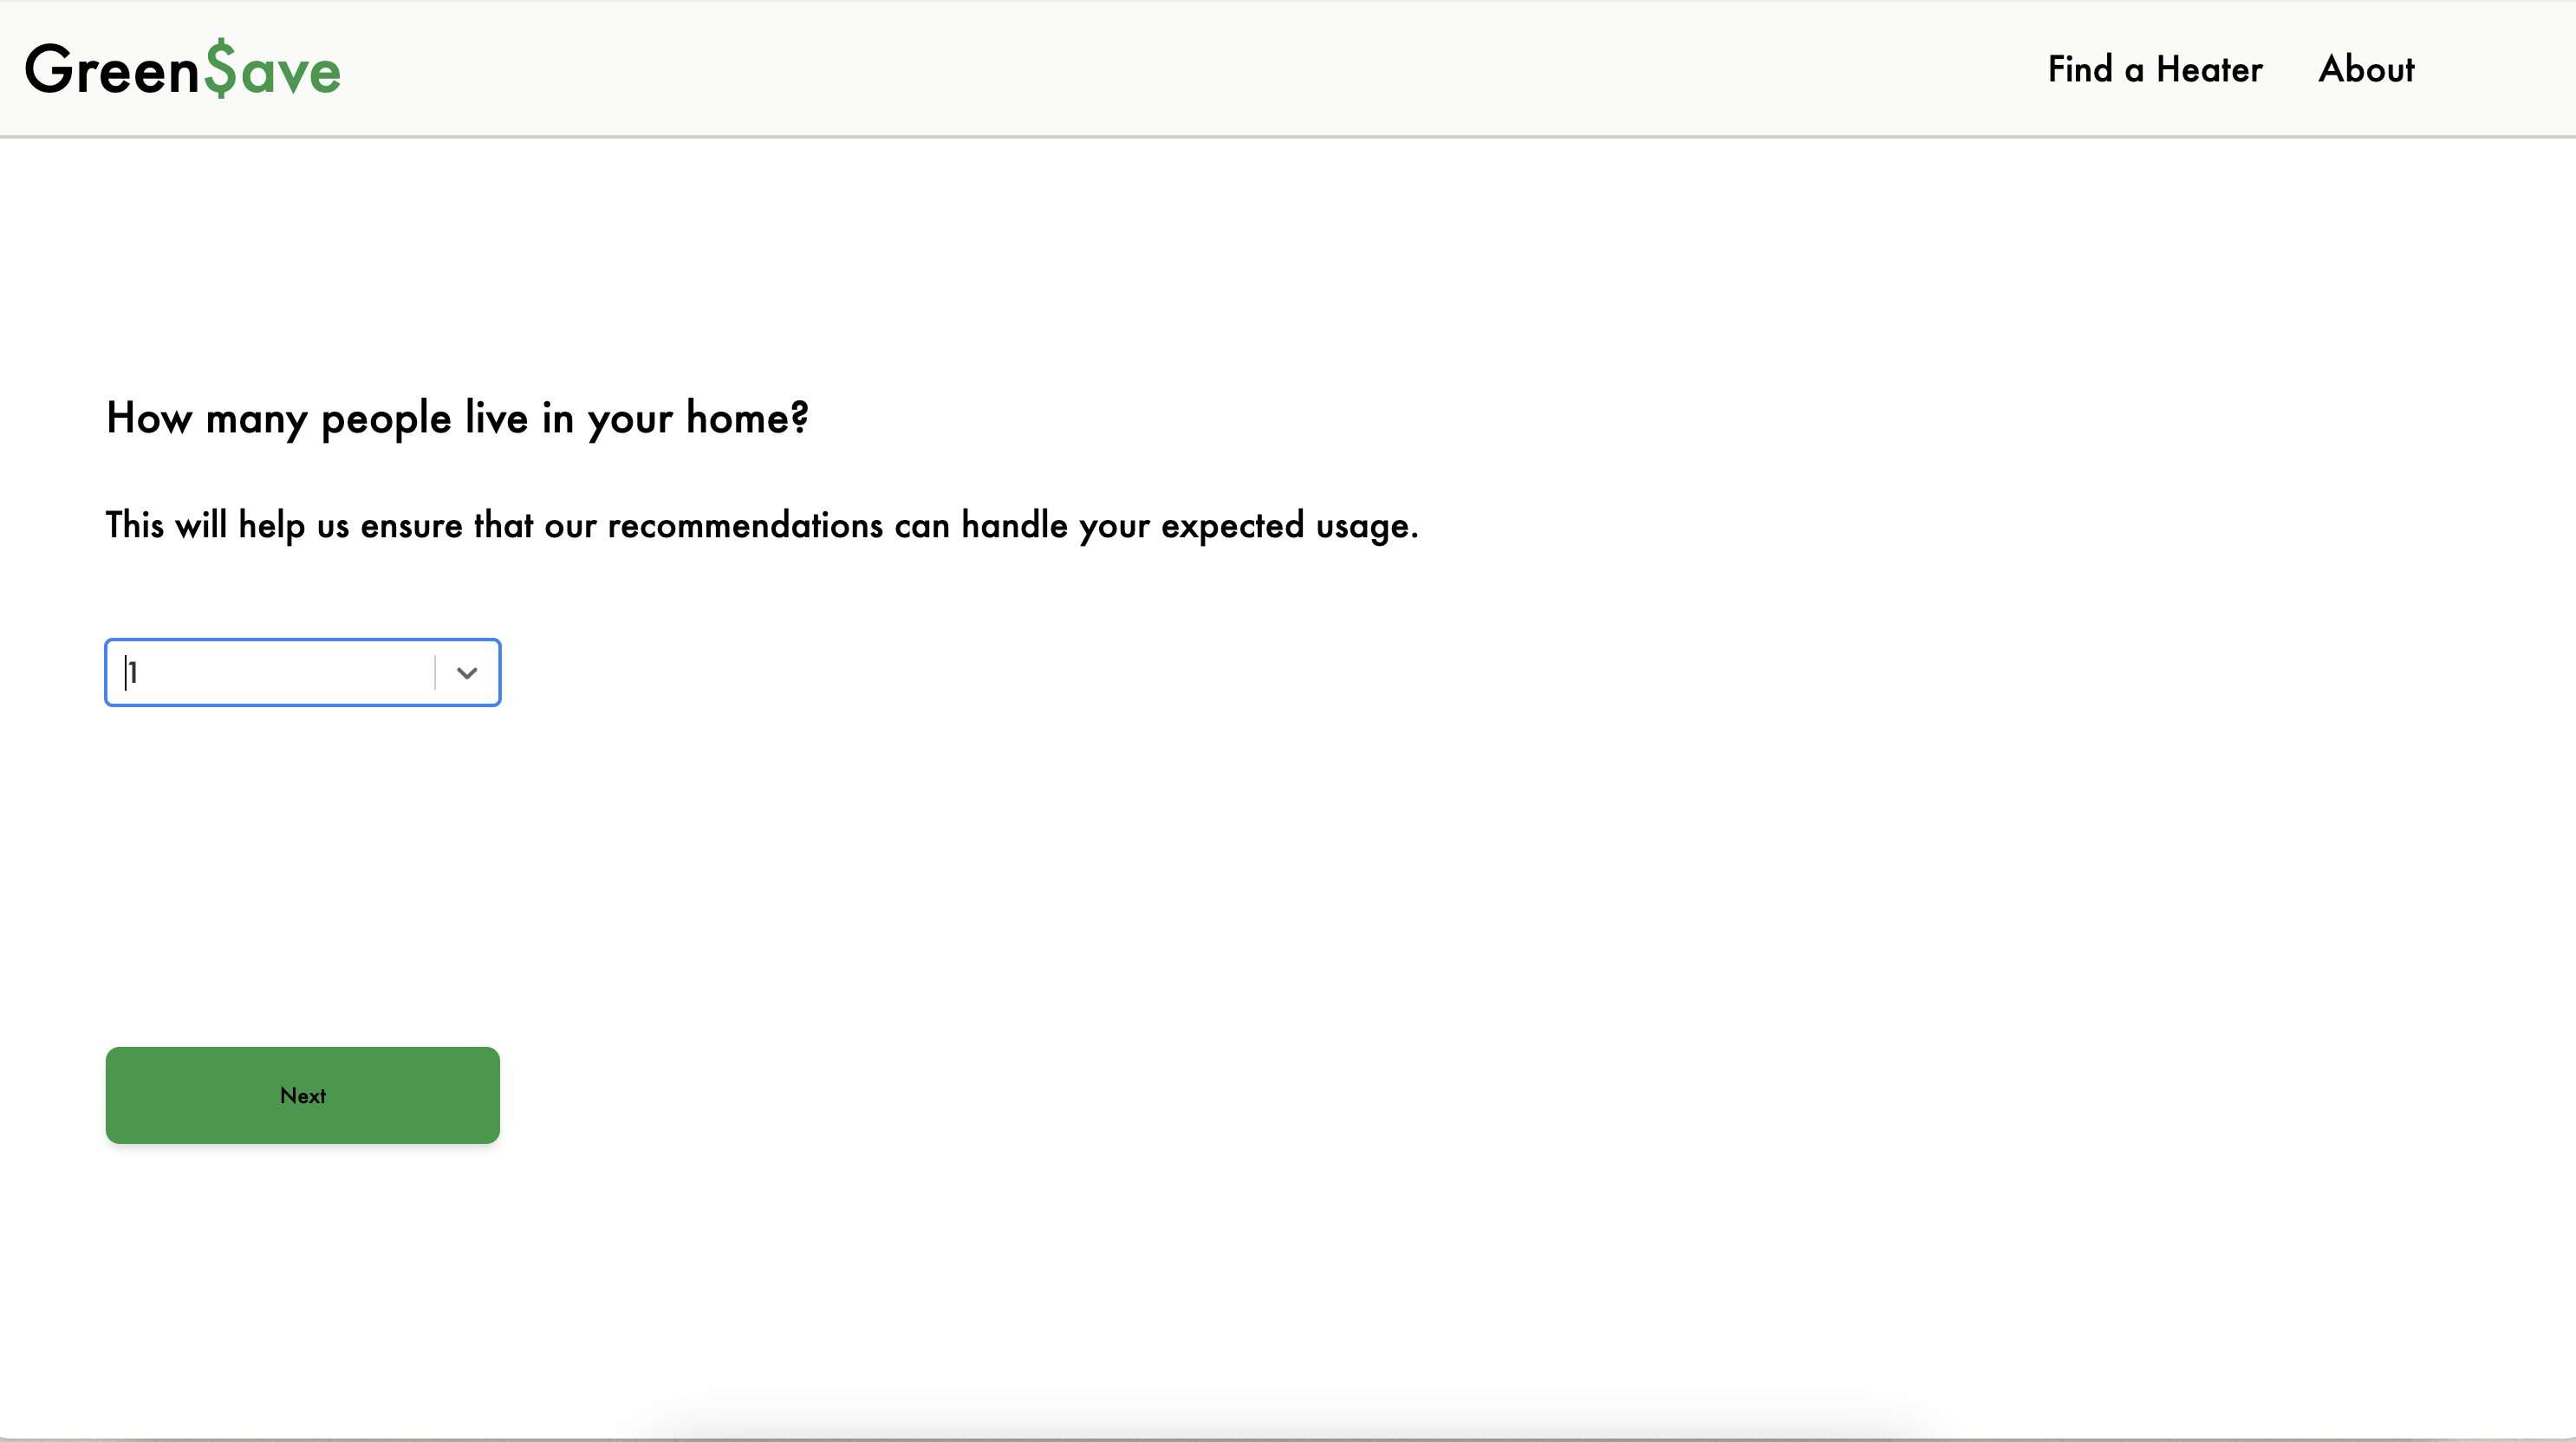 Green$ave
Find a Heater
About
How many people live in your home?
This will help us ensure that our recommendations can handle your expected usage.
1
Next